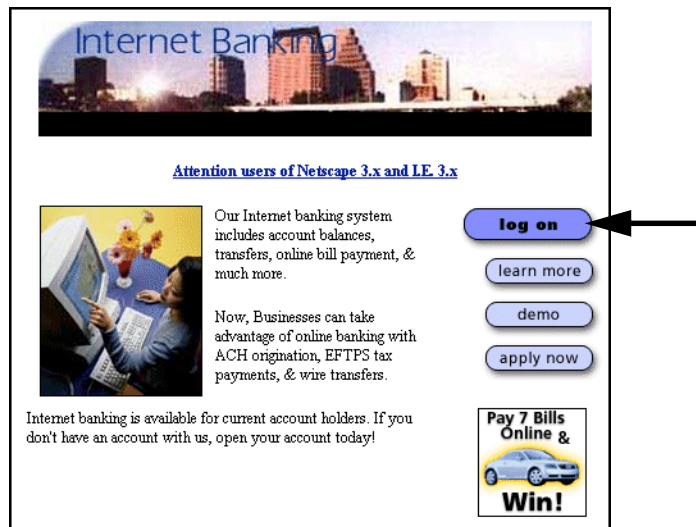 Internet Banking
Attention users of Netscape 3.x and I.E. 3.x
Our Internet banking system
includes account balances,
transfers, online bill payment, &
much more.
Now, Businesses can take
advantage of online banking with
ACH origination, EFTPS tax
payments, & wire transfers.
Internet banking is available for current account holders. If you
don't have an account with us, open your account today!
log on
learn more
demo
apply now
Pay 7 Bills
Online &
Win!